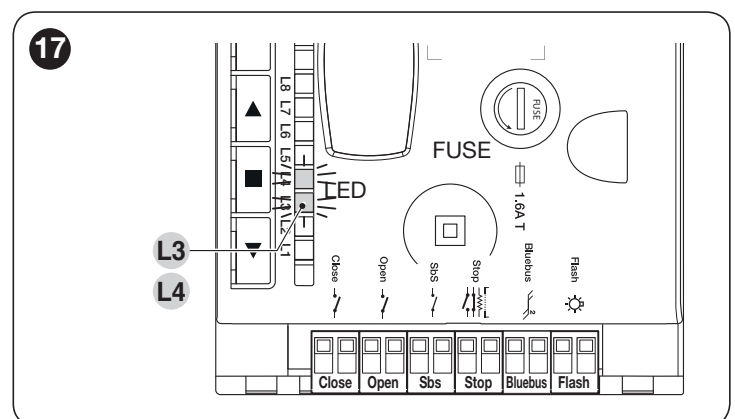 17
L8
L7
L6
L5
L4
L3
L2
L1
FUSE
FUSE
1.6A T
LED
L3
L4
Close
Open
SbS
Stop
Bluebus
2
Flash
Close
Open
Sbs
Stop
Bluebus
Flash